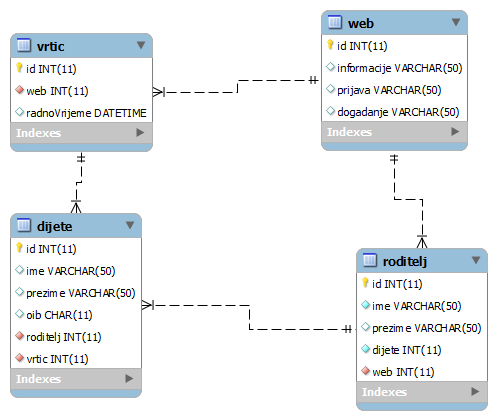 vrtic
id INT(11)
web INT(11)
radnoVrijeme DATETIME
Indexes
web
id INT(11)
informacije VARCHAR(50)
prijava VARCHAR(50)
dogadanje VARCHAR(50)
Indexes
dijete
id INT(11)
ime VARCHAR(50)
prezime VARCHAR(50)
oib CHAR(11)
roditelj INT(11)
vrtic INT(11)
Indexes
roditelj
id INT(11)
ime VARCHAR(50)
prezime VARCHAR(50)
dijete INT(11)
web INT(11)
Indexes